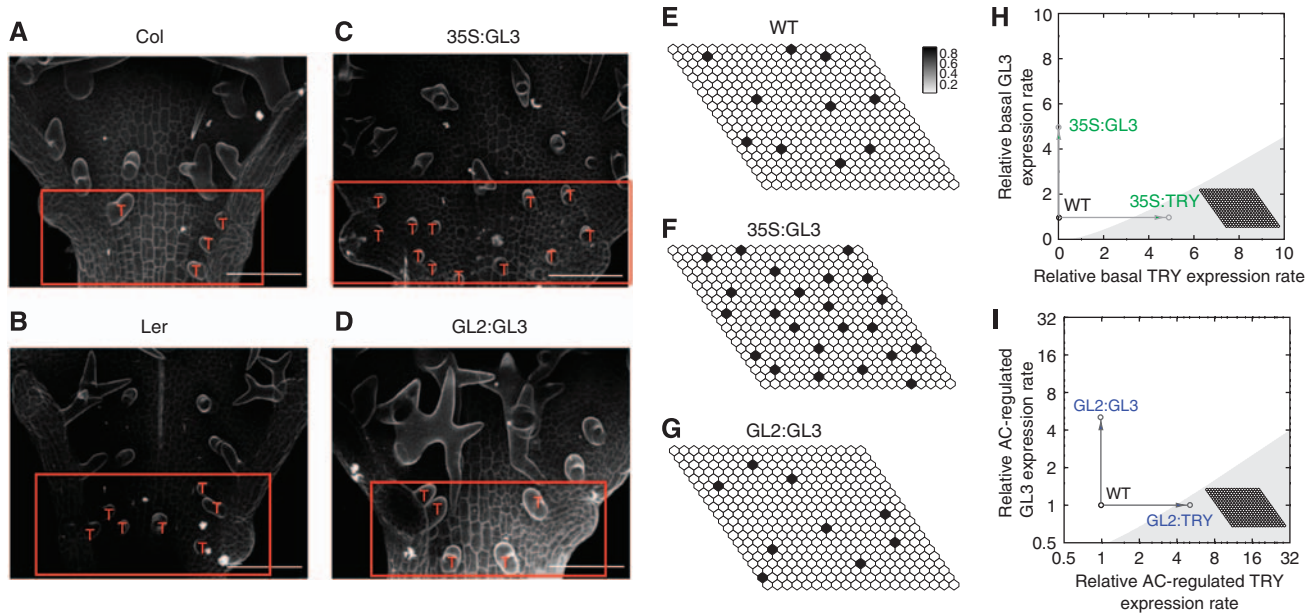 A
Col
T
T
T
T
B
Ler
T
T
T
T
T
T
T
T
C
35S:GL3
T
T
T
T
T
T
T
T
T
T
T
T
T
D
GL2:GL3
T
T
T
T
T
E
WT
0.8
0.6
0.4
0.2
F
35S:GL3
G
GL2:GL3
H
Relative basal GL3
expression rate
10
8
6
4
2
0
35S:GL3
WT
35S:TRY
0 2 4 6 8 10
Relative basal TRY expression rate
I
Relative AC-regulated
GL3 expression rate
32
16
8
4
2
1
0.5
GL2:GL3
WT
GL2:TRY
0.5 1 2 4 8 16 32
Relative AC-regulated TRY
expression rate